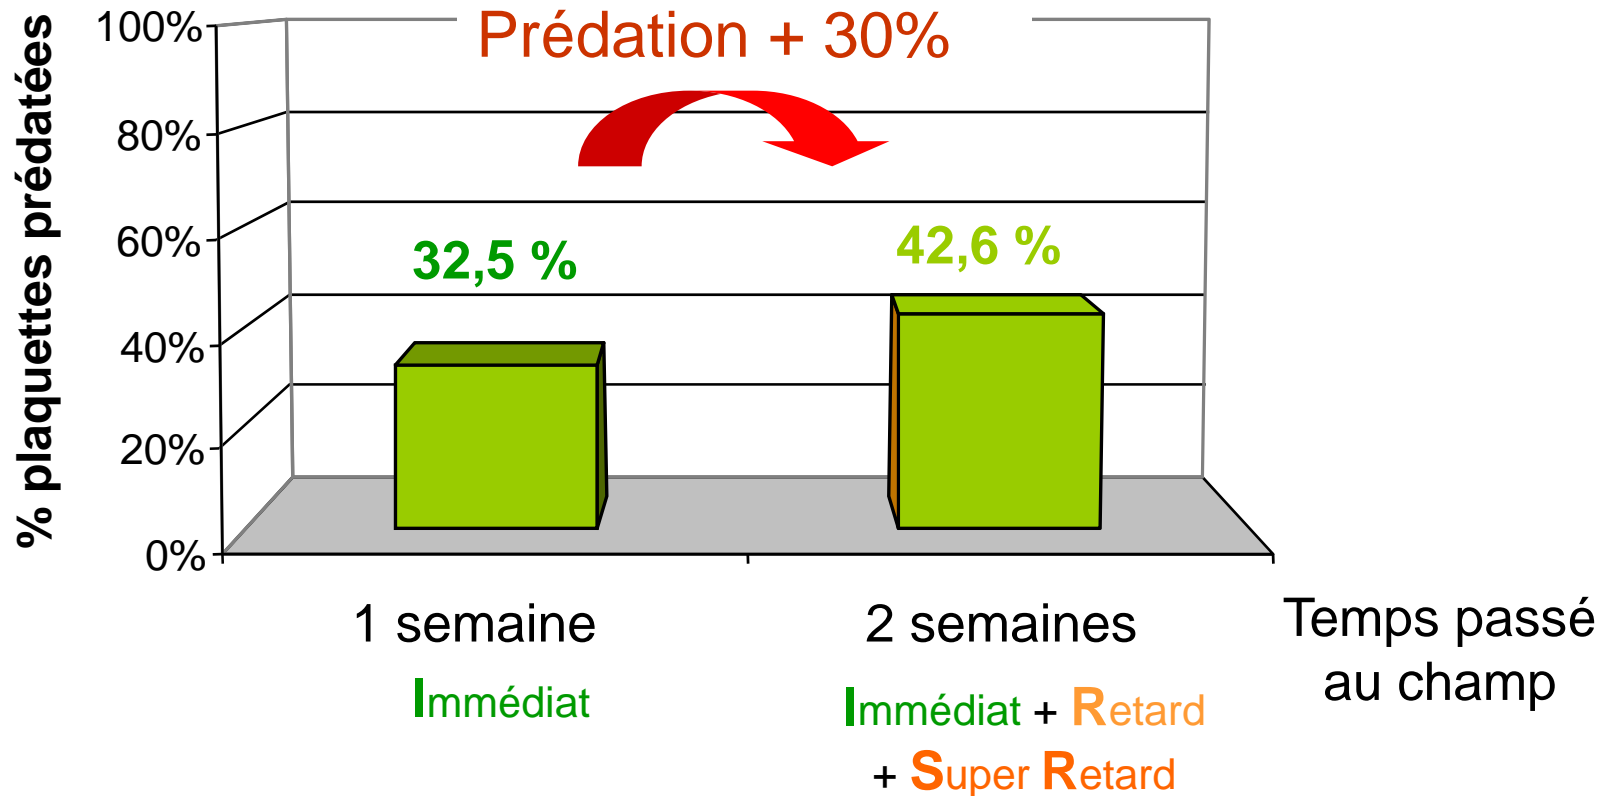 Prédation + 30%
% plaquettes prédatées
100%
80%
60%
40%
20%
0%
32,5 %
42,6 %
1 semaine
2 semaines
Temps passé
au champ
Immédiat
Immédiat + Retard
+ Super Retard